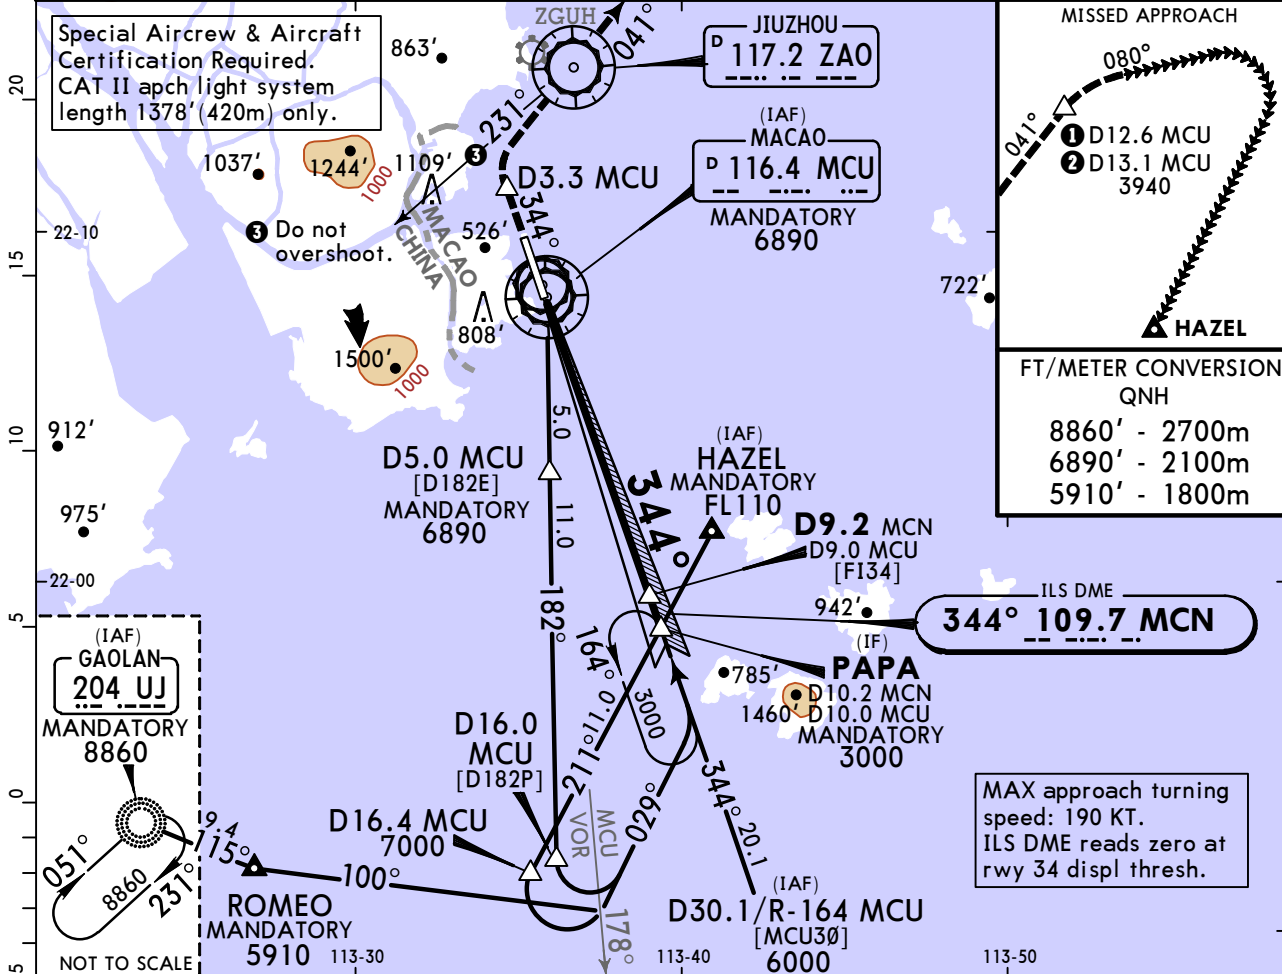 Special Aircrew & Aircraft
Certification Required.
CAT II apch light system
length 1378'(420m) only.
863'
ZGUH
041°
JIUZHOU
D 117.2 ZAO
MISSED APPROACH
080°
041°
1 D12.6 MCU
2 D13.1 MCU
3940
HAZEL
20
231°
3
(IAF)
MACAO
D 116.4 MCU
MANDATORY
6890
1037'
1244'
1000
1109'
D3.3 MCU
344°
22-10
3 Do not
overshoot.
MACAO
CHINA
526'
15
722'
808'
1500'
1000
FT/METER CONVERSION
QNH
8860' - 2700m
6890' - 2100m
5910' - 1800m
912'
10
5.0
D5.0 MCU
[D182E]
MANDATORY
6890
(IAF)
HAZEL
MANDATORY
FL110
344°
975'
11.0
D9.2 MCN
D9.0 MCU
[FI34]
22-00
182°
942'
ILS DME
344° 109.7 MCN
5
(IAF)
GAOLAN
204 UJ
MANDATORY
8860
164°
3000
785'
(IF)
PAPA
D10.2 MCN
D10.0 MCU
MANDATORY
3000
1460'
D16.0
MCU
[D182P]
211°
11.0
344°
20.1
029°
MCU
VOR
178°
MAX approach turning
speed: 190 KT.
ILS DME reads zero at
rwy 34 displ thresh.
0
D16.4 MCU
7000
9.4
115°
100°
051°
8860
231°
ROMEO
MANDATORY
5910
(IAF)
D30.1/R-164 MCU
[MCU3Ø]
6000
NOT TO SCALE
5
113-30
113-40
113-50